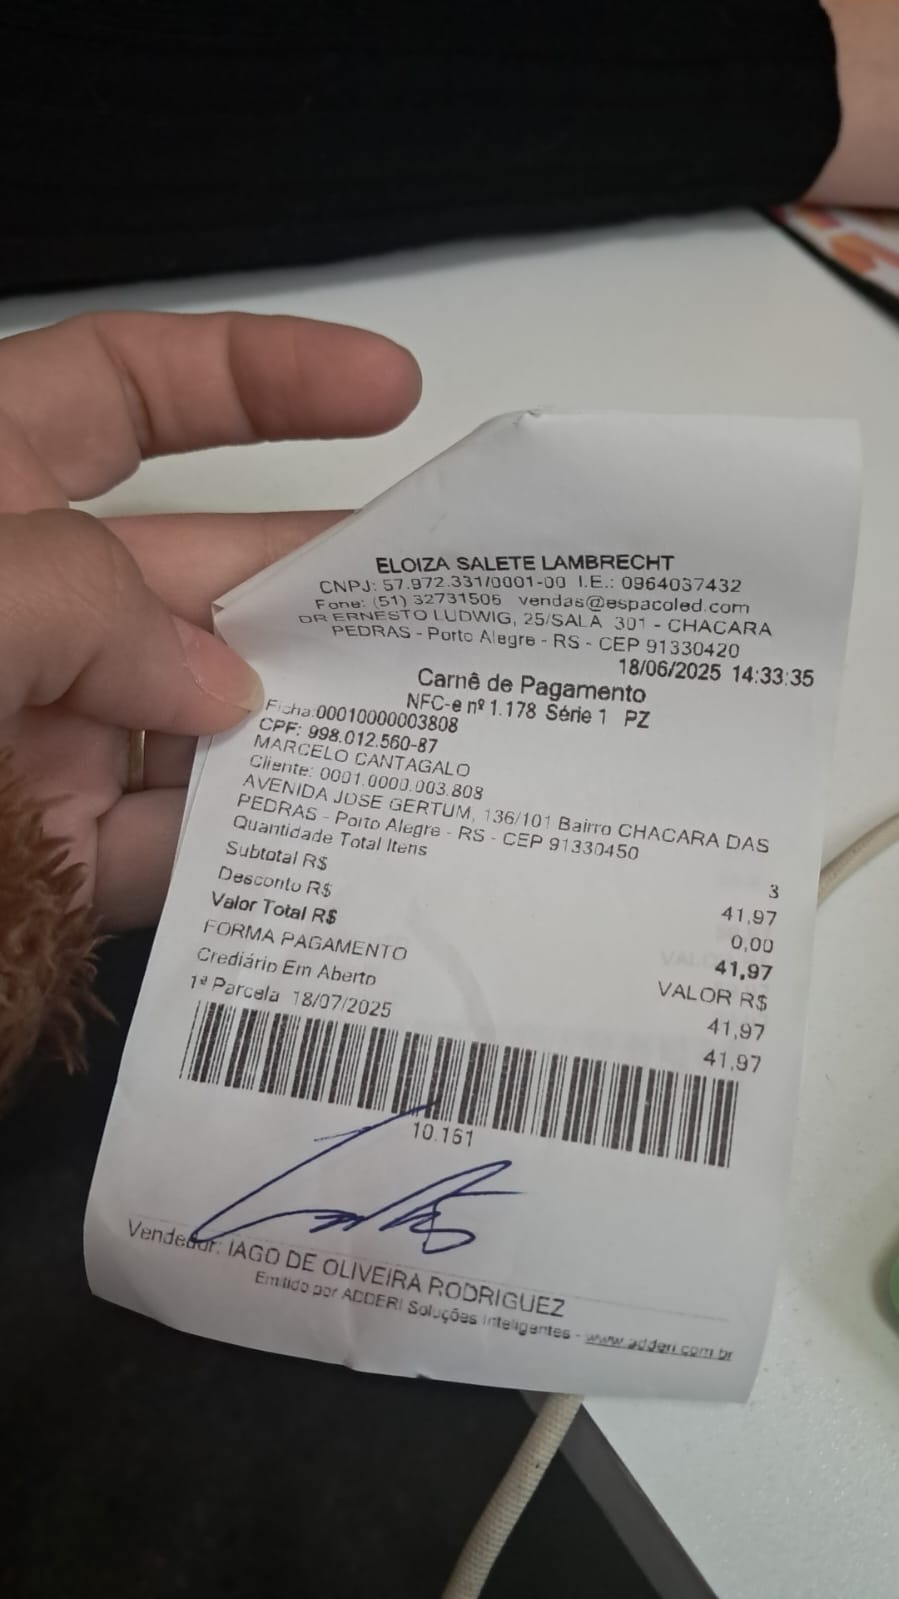 ELOIZA SALETE LAMBRECHT
CNPJ: 57.972.331/0001-00 I.E.: 0964037432
Fone: (51) 32731506 vendas@espacoled.com
DR ERNESTO LUDWIG, 25/SALA 301 - CHACARA
PEDRAS - Porto Alegre - RS - CEP 91330420
18/06/2025 14:33:35
Carnê de Pagamento
NFC-e nº 1.178 Série 1 PZ
Ficha:00010000003808
CPF: 998.012.560-87
MARCELO CANTAGALO
Cliente: 0001.0000.003.808
AVENIDA JOSE GERTUM, 136/101 Bairro CHACARA DAS
PEDRAS - Porto Alegre - RS - CEP 91330450
Quantidade Total Itens 3
Subtotal R$ 41,97
Desconto R$ 0,00
Valor Total R$ 41,97
FORMA PAGAMENTO VALOR R$
Crediário Em Aberto 41,97
1ª Parcela 18/07/2025 41,97
10.161
Vendedor: IAGO DE OLIVEIRA RODRIGUEZ
Emitido por ADDERI Soluções Inteligentes - www.adderi.com.br